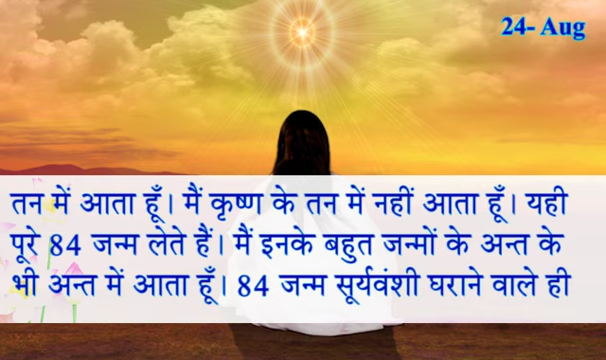 24- Aug
तन में आता हूँ। मैं कृष्ण के तन में नहीं आता हूँ। यही
पूरे 84 जन्म लेते हैं। मैं इनके बहुत जन्मों के अन्त के
भी अन्त में आता हूँ। 84 जन्म सूर्यवंशी घराने वाले ही